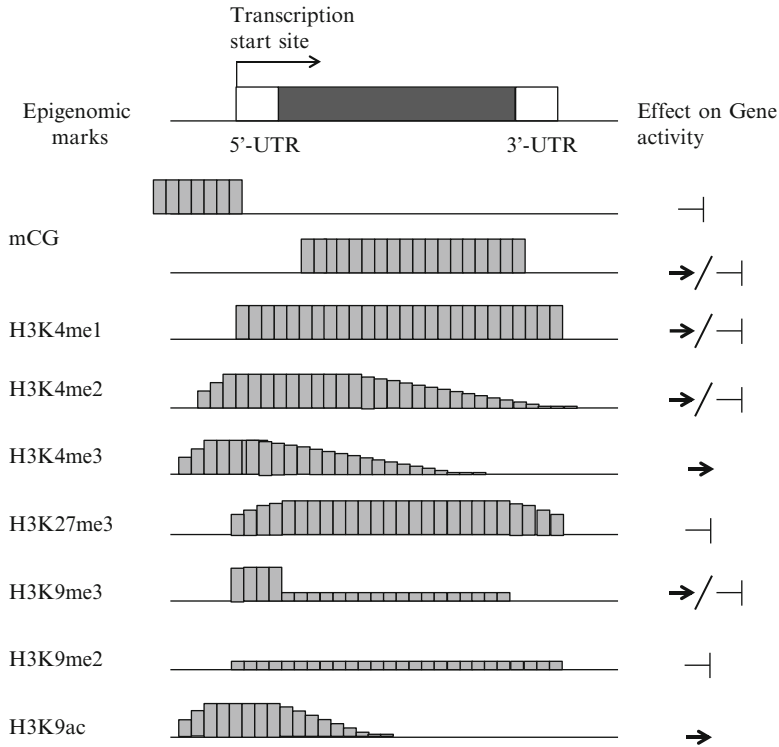 Transcription
start site
Epigenomic
marks
Effect on Gene
activity
5'-UTR
3'-UTR
mCG
H3K4me1
H3K4me2
H3K4me3
H3K27me3
H3K9me3
H3K9me2
H3K9ac